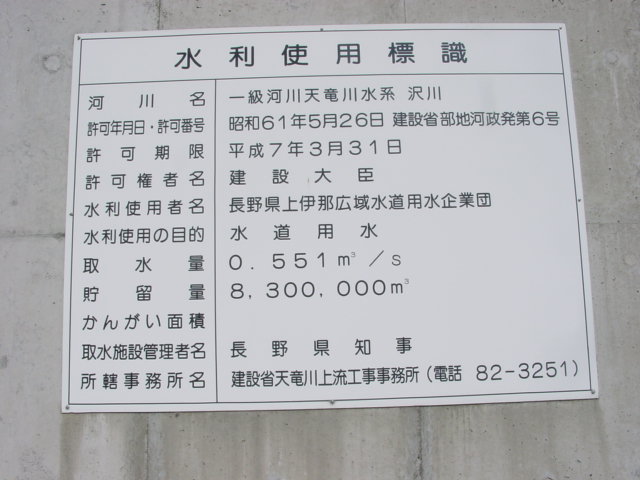 水利使用標識
河川名 一級河川天竜川水系 沢川
許可年月日・許可番号 昭和61年5月26日 建設省部地河政発第6号
許可期限 平成7年3月31日
許可権者名 建設大臣
水利使用者名 長野県上伊那広域水道用水企業団
水利使用の目的 水道用水
取水量 0.551m³/s
貯留量 8,300,000m³
かんがい面積
取水施設管理者名 長野県知事
所轄事務所名 建設省天竜川上流工事事務所(電話 82-3251)